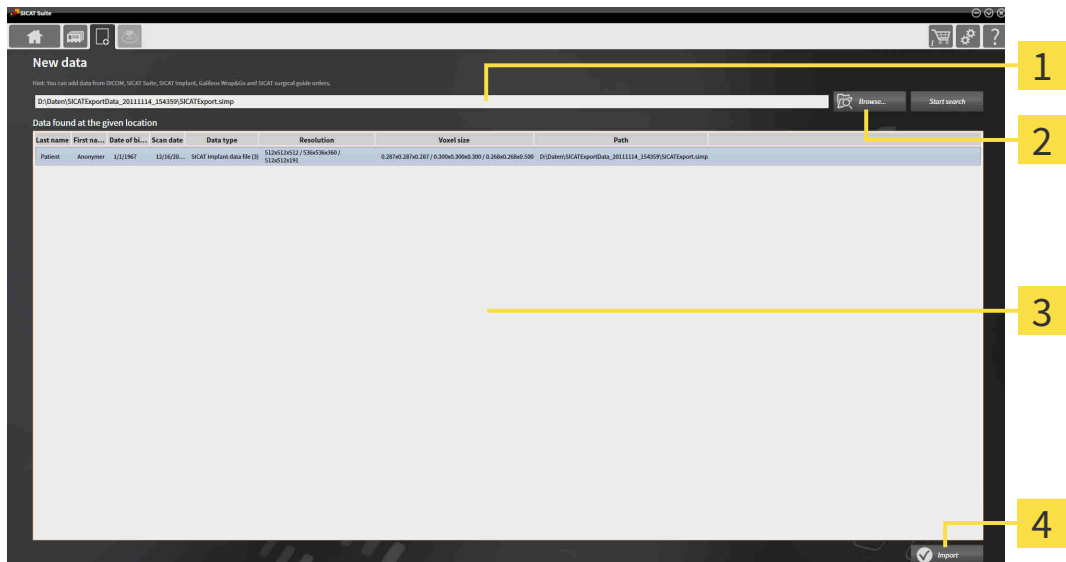 SICAT Suite
New data
Hint: You can add data from DICOM, SICAT Suite, SICAT Implant, Galileos Wrap&Go and SICAT surgical guide orders.
D:\Daten\SICATExportData_20111114_154359\SICATExport.simp
Browse...
Start search
Data found at the given location
Last name First na... Date of bi... Scan date Data type Resolution Voxel size Path
Patient Anonymer 1/1/1967 12/16/20... SICAT Implant data file (3) 512x512x512 / 536x536x360 / 512x512x191 0.287x0.287x0.287 / 0.300x0.300x0.300 / 0.268x0.268x0.500 D:\Daten\SICATExportData_20111114_154359\SICATExport.simp
Import
1
2
3
4
1
?